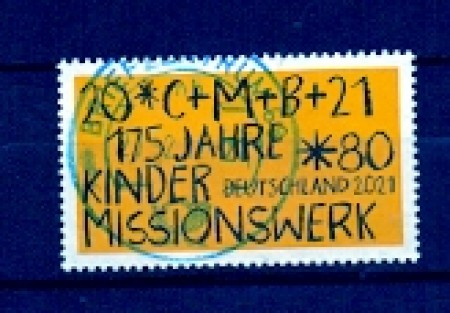 20*C+M+B+21
175 JAHRE
*80
KINDER DEUTSCHLAND 2021
MISSIONSWERK